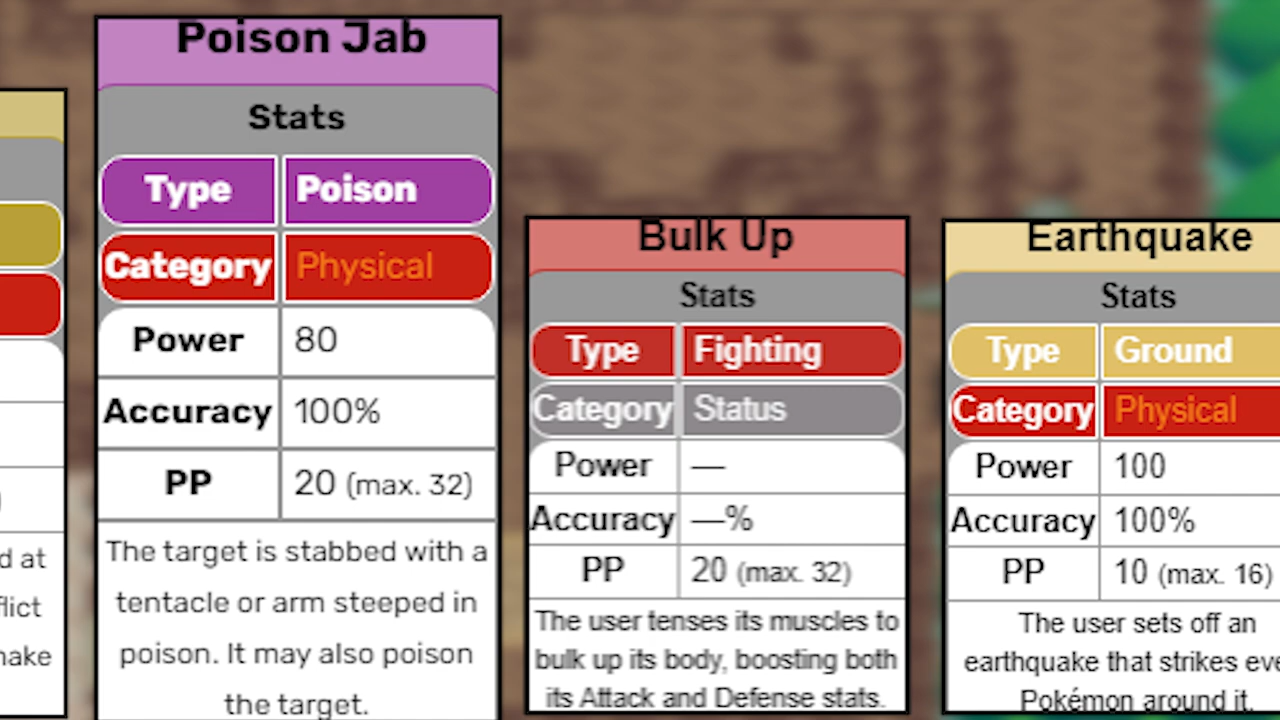 d at
flict
make
Poison Jab
Stats
Type Poison
Category Physical
Power 80
Accuracy 100%
PP 20 (max. 32)
The target is stabbed with a
tentacle or arm steeped in
poison. It may also poison
the target.
Bulk Up
Stats
Type Fighting
Category Status
Power —
Accuracy —%
PP 20 (max. 32)
The user tenses its muscles to
bulk up its body, boosting both
its Attack and Defense stats.
Earthquake
Stats
Type Ground
Category Physical
Power 100
Accuracy 100%
PP 10 (max. 16)
The user sets off an
earthquake that strikes eve
Pokémon around it.